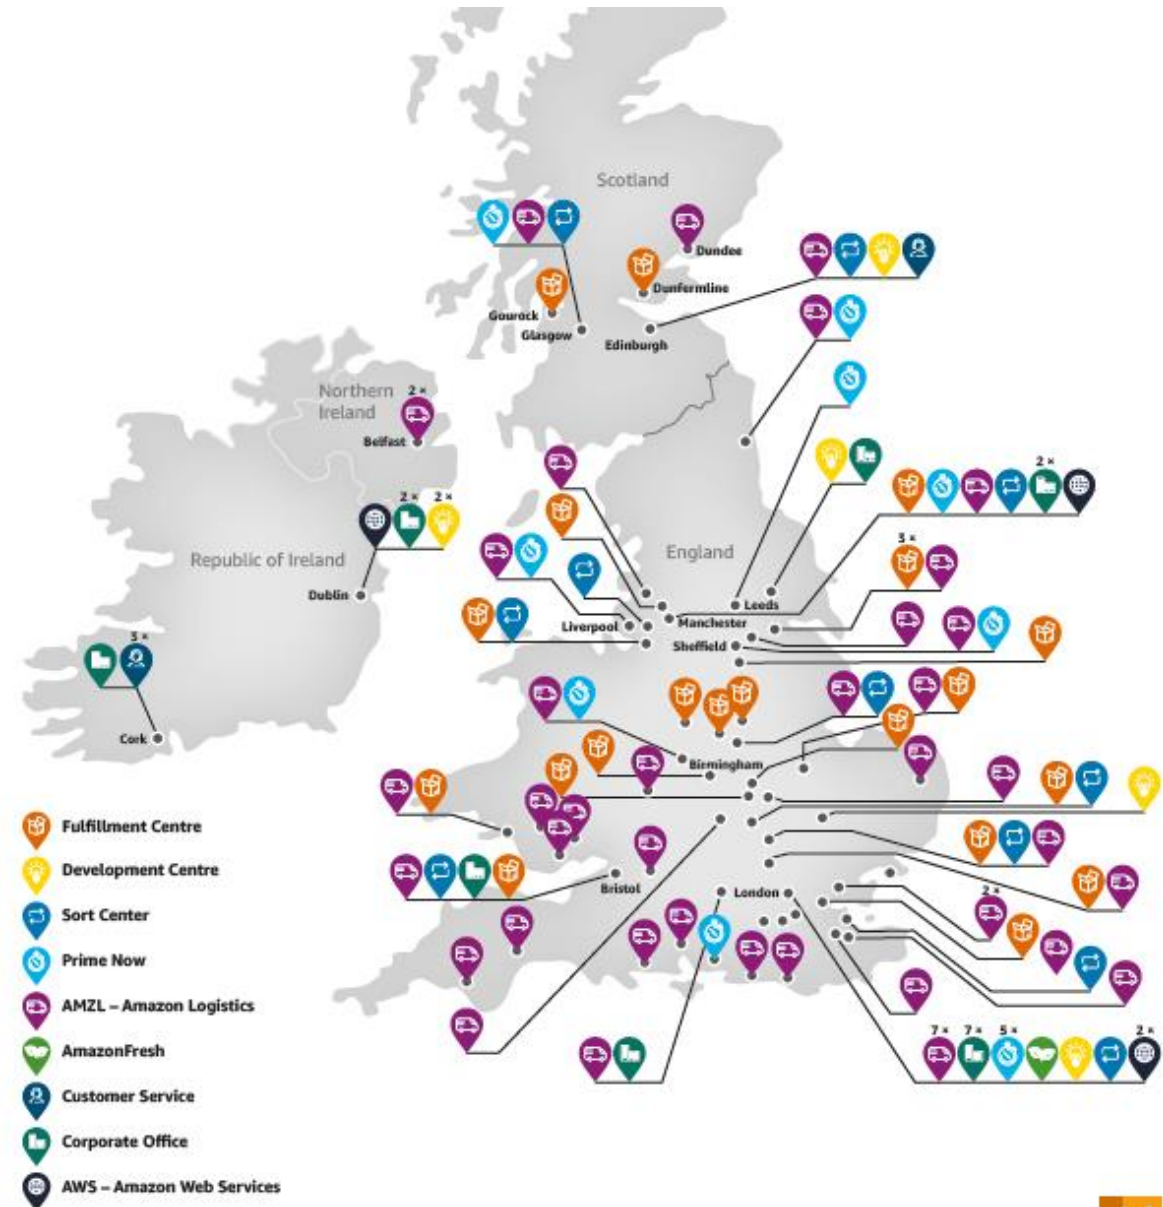 Scotland
Dundee
Dunfermline
Gourock
Glasgow
Edinburgh
Northern
Ireland
2 ×
Belfast
2 ×
2 ×
2 ×
3 ×
England
Republic of Ireland
Dublin
Leeds
Liverpool
Manchester
Sheffield
3 ×
Cork
Birmingham
Fulfillment Centre
Development Centre
Bristol
London
2 ×
Sort Center
Prime Now
AMZL – Amazon Logistics
7 ×
7 ×
5 ×
2 ×
AmazonFresh
Customer Service
Corporate Office
AWS – Amazon Web Services